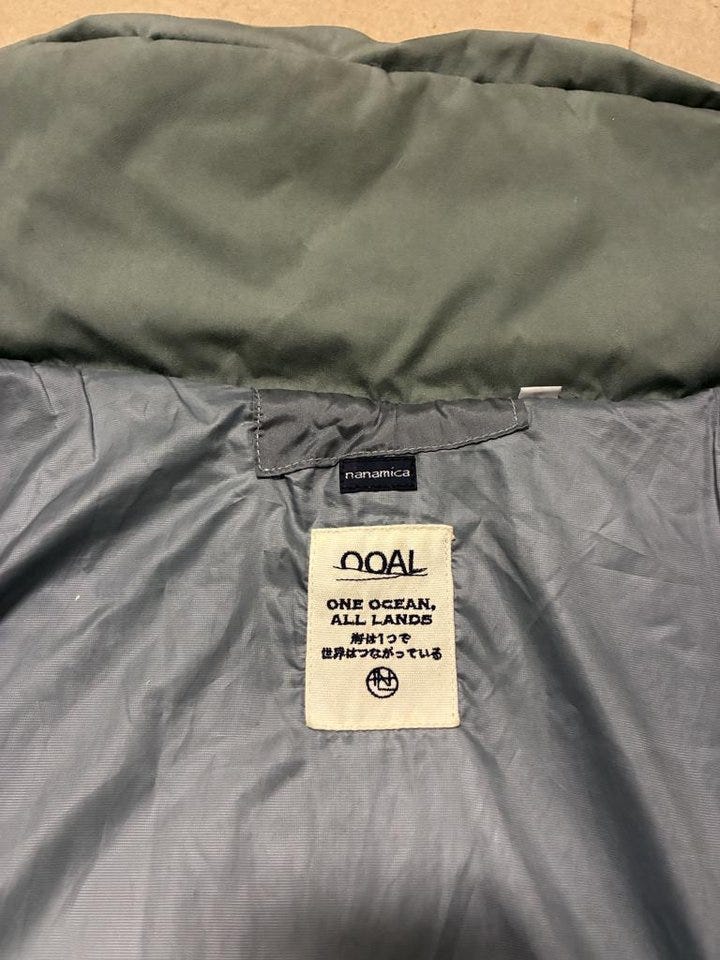 nanamica
OOAL
ONE OCEAN,
ALL LANDS
海は1つで
世界はつながっている